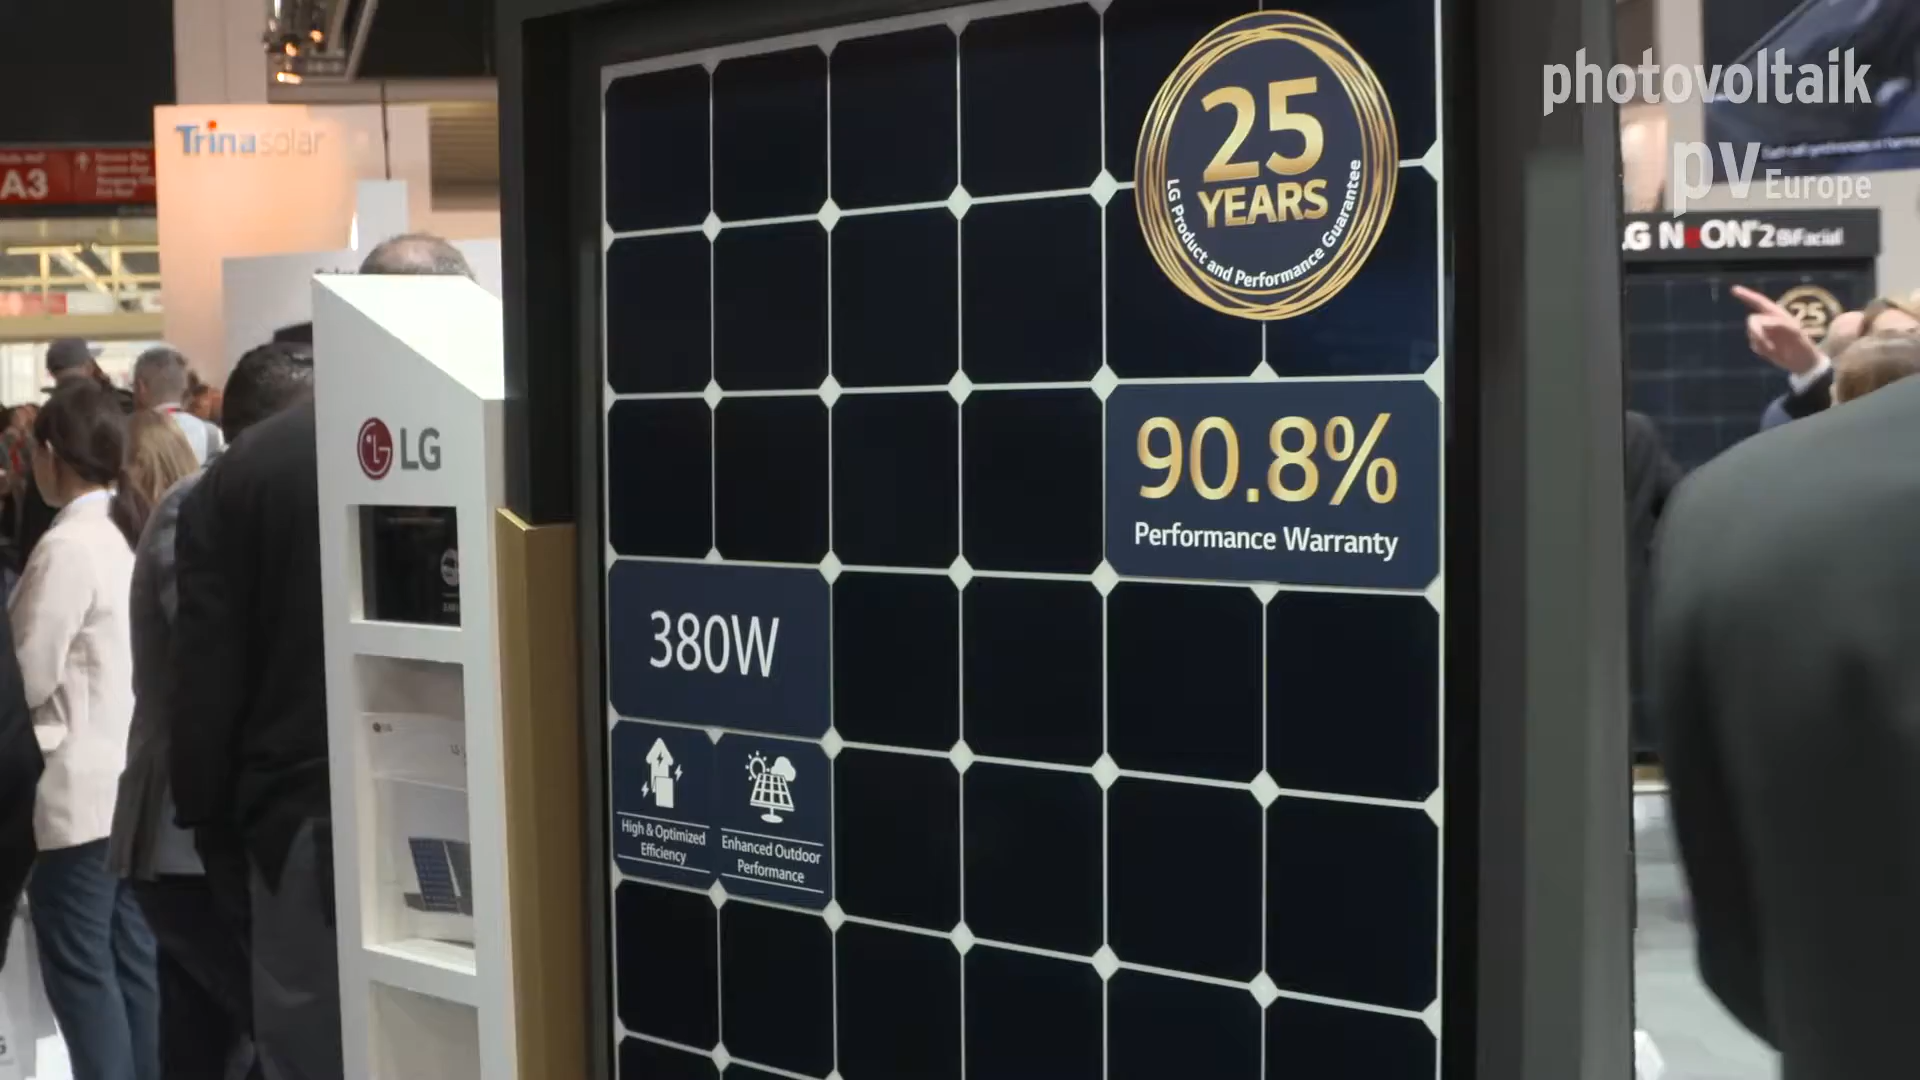 photovoltaik
pv Europe
Trinasolar
A3
25
YEARS
LG Product and Performance Guarantee
LG NeON 2 BiFacial
25
LG
90.8%
Performance Warranty
380W
High & Optimized
Efficiency
Enhanced Outdoor
Performance